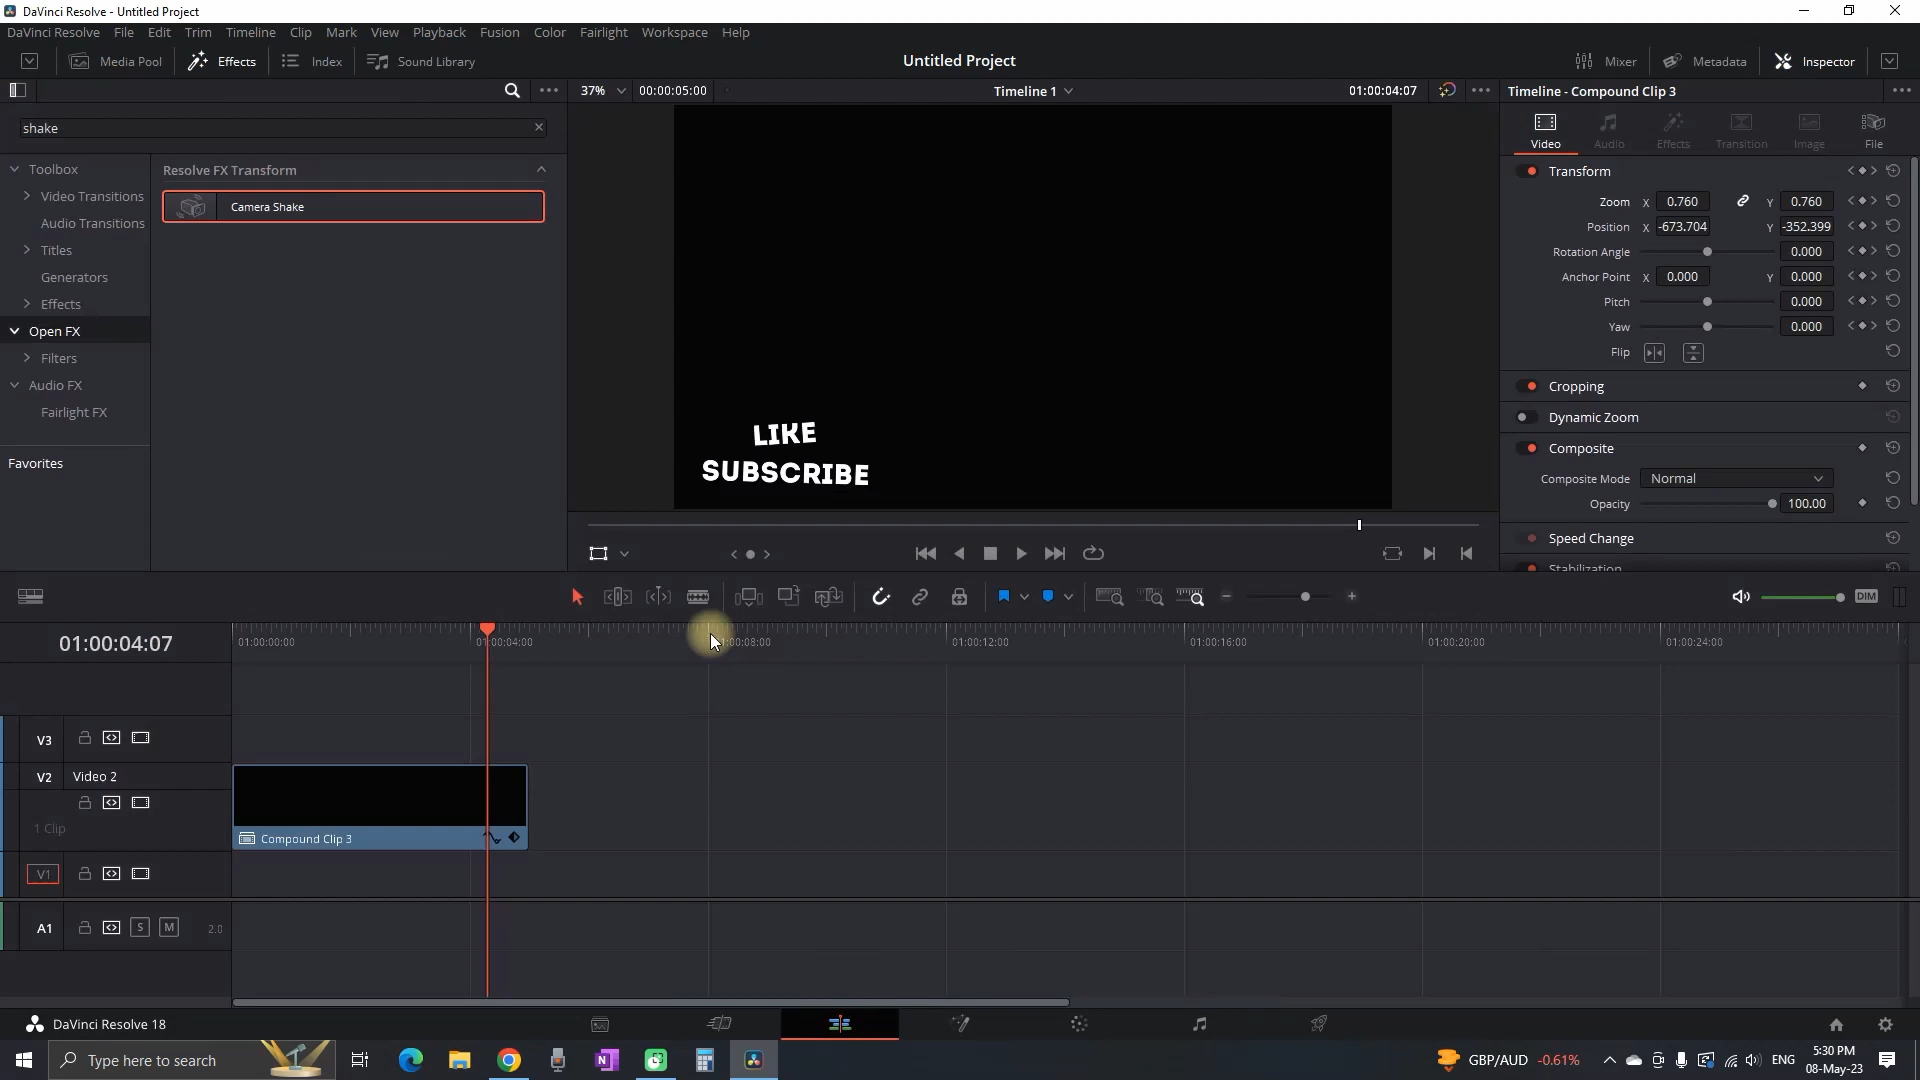 DaVinci Resolve - Untitled Project
DaVinci Resolve File Edit Trim Timeline Clip Mark View Playback Fusion Color Fairlight Workspace Help
Media Pool Effects Index Sound Library Untitled Project Mixer Metadata Inspector
37% 00:00:05:00 Timeline 1 01:00:04:07 Timeline - Compound Clip 3
shake
Video Audio Effects Transition Image File
Toolbox
Video Transitions
Audio Transitions
Titles
Generators
Effects
Open FX
Filters
Audio FX
Fairlight FX
Favorites
Resolve FX Transform
Camera Shake
LIKE
SUBSCRIBE
Transform
Zoom X 0.760 Y 0.760
Position X -673.704 Y -352.399
Rotation Angle 0.000
Anchor Point X 0.000 Y 0.000
Pitch 0.000
Yaw 0.000
Flip
Cropping
Dynamic Zoom
Composite
Composite Mode Normal
Opacity 100.00
Speed Change
Stabilization
DIM
01:00:04:07
01:00:00:00 01:00:04:00 01:00:08:00 01:00:12:00 01:00:16:00 01:00:20:00 01:00:24:00
V3
V2 Video 2
1 Clip
Compound Clip 3
V1
A1 S M 2.0
DaVinci Resolve 18
Type here to search
GBP/AUD -0.61%
ENG
5:30 PM
08-May-23